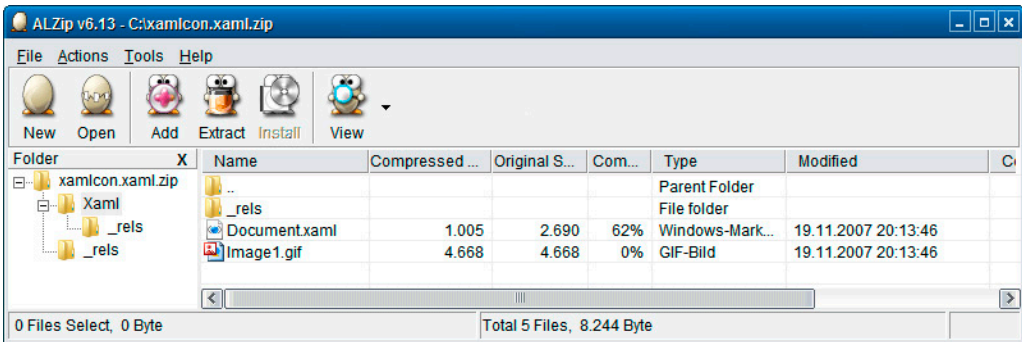 ALZip v6.13 - C:\xamlcon.xaml.zip
File Actions Tools Help
New Open Add Extract Install View
Folder X Name Compressed ... Original S... Com... Type Modified
xamlcon.xaml.zip .. Parent Folder
Xaml _rels File folder
_rels Document.xaml 1.005 2.690 62% Windows-Mark... 19.11.2007 20:13:46
_rels Image1.gif 4.668 4.668 0% GIF-Bild 19.11.2007 20:13:46
0 Files Select, 0 Byte Total 5 Files, 8.244 Byte